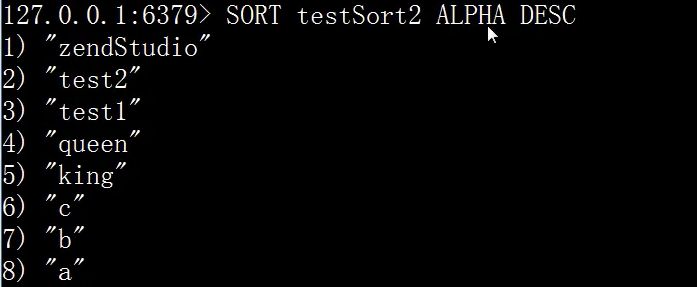 127.0.0.1:6379> SORT testSort2 ALPHA DESC
1) "zendStudio"
2) "test2"
3) "test1"
4) "queen"
5) "king"
6) "c"
7) "b"
8) "a"